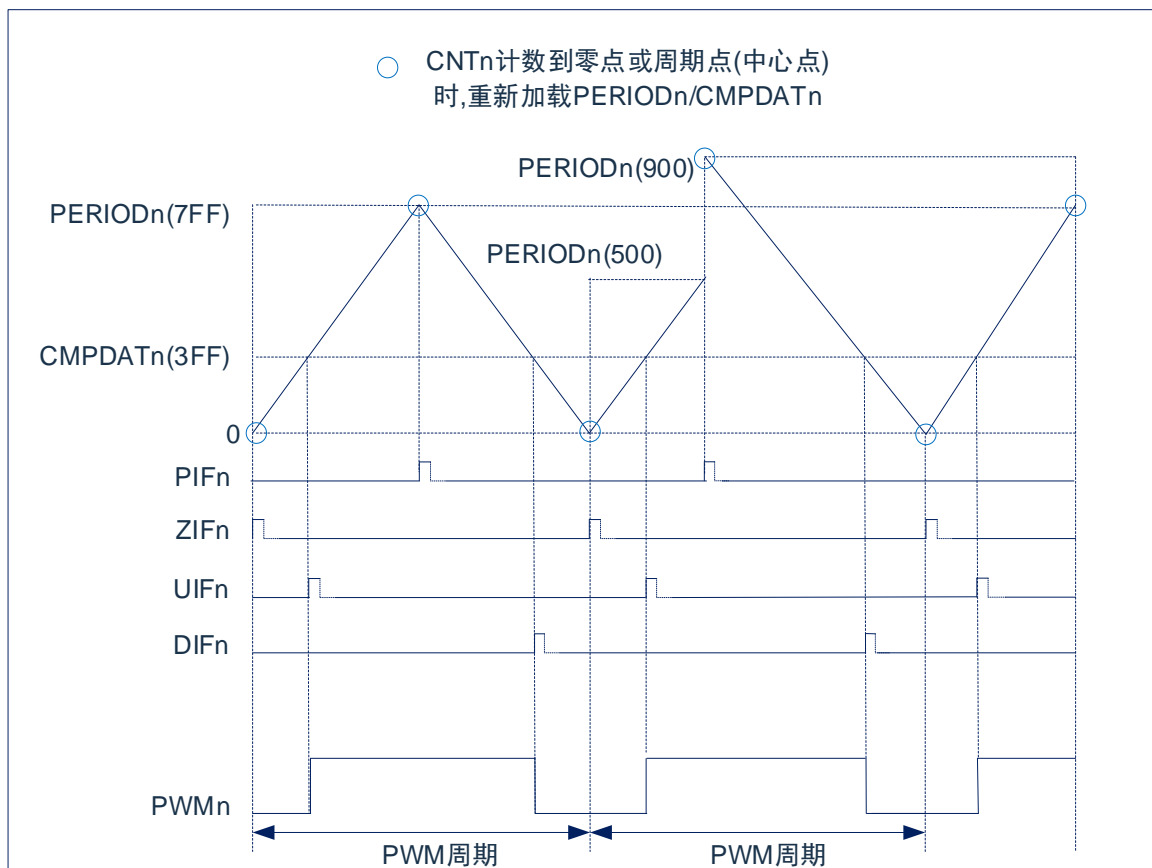 CNTn计数到零点或周期点(中心点)
时,重新加载PERIODn/CMPDATn
PERIODn(900)
PERIODn(7FF)
PERIODn(500)
CMPDATn(3FF)
0
PIFn
ZIFn
UIFn
DIFn
PWMn
PWM周期
PWM周期